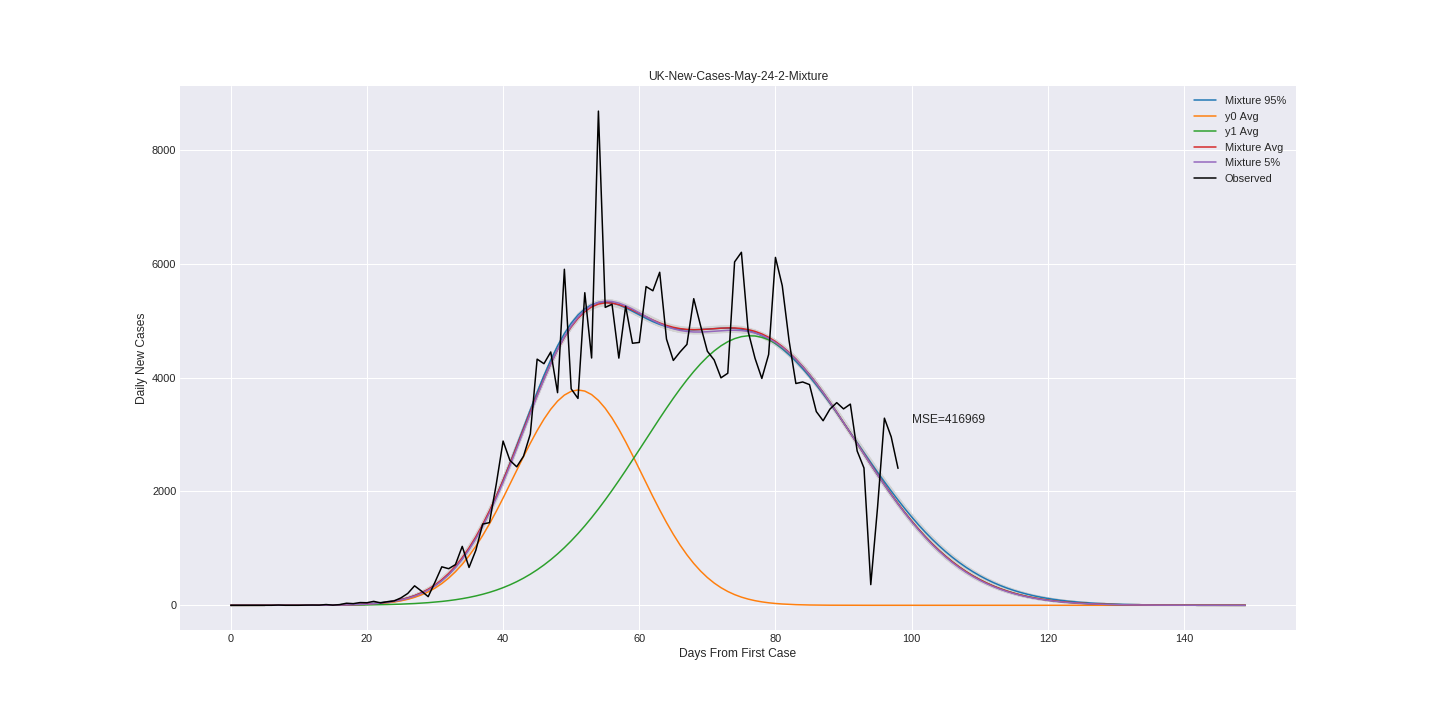 UK-New-Cases-May-24-2-Mixture
Mixture 95%
y0 Avg
y1 Avg
Mixture Avg
Mixture 5%
Observed
8000
6000
4000
2000
0
Daily New Cases
MSE=416969
0 20 40 60 80 100 120 140
Days From First Case